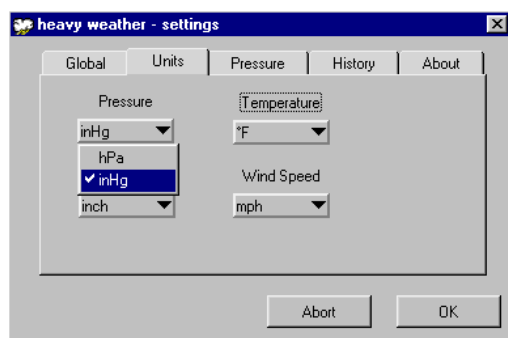 heavy weather - settings
Global Units Pressure History About
Pressure Temperature
inHg °F
hPa
inHg
Wind Speed
inch mph
Abort OK